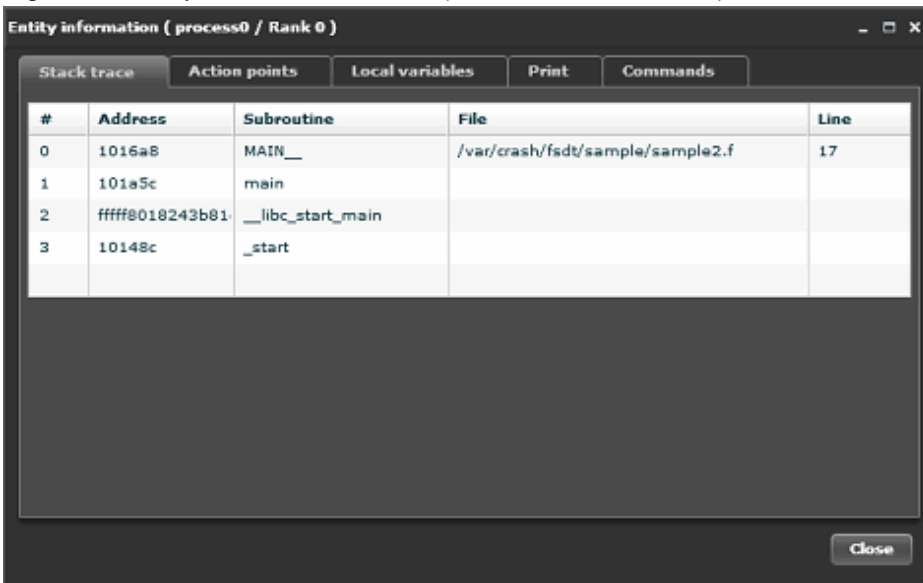 Entity information ( process0 / Rank 0 )
Stack trace Action points Local variables Print Commands
# Address Subroutine File Line
0 1016a8 MAIN__ /var/crash/fsdt/sample/sample2.f 17
1 101a5c main
2 fffff8018243b81 __libc_start_main
3 10148c _start
Close